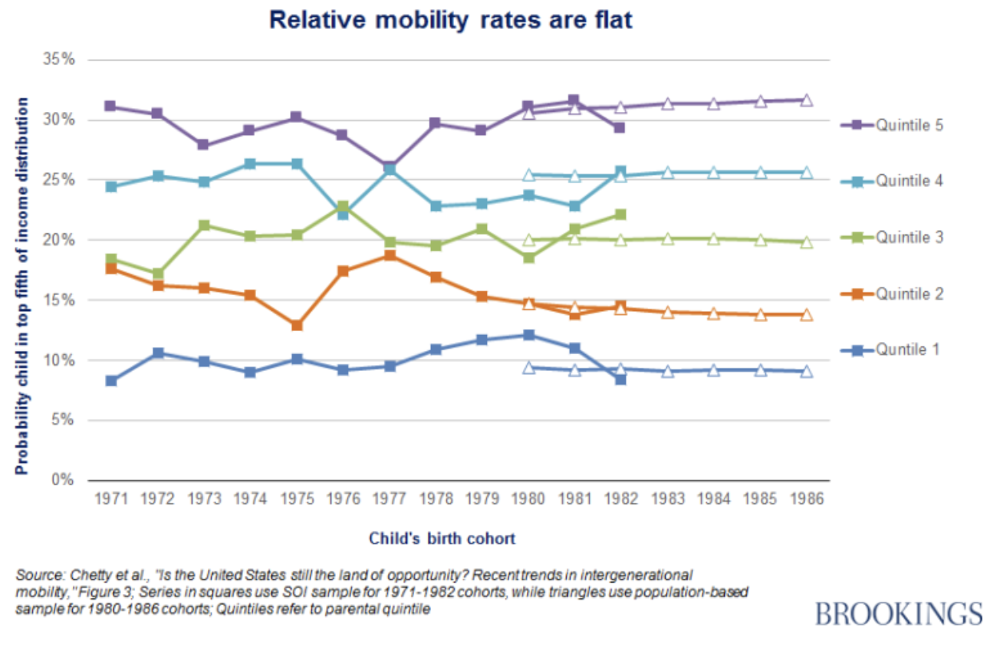 Relative mobility rates are flat
Probability child in top fifth of income distribution
35%
30%
25%
20%
15%
10%
5%
0%
1971 1972 1973 1974 1975 1976 1977 1978 1979 1980 1981 1982 1983 1984 1985 1986
Child's birth cohort
Quintile 5
Quintile 4
Quintile 3
Quintile 2
Quntile 1
Source: Chetty et al., "Is the United States still the land of opportunity? Recent trends in intergenerational
mobility," Figure 3; Series in squares use SOI sample for 1971-1982 cohorts, while triangles use population-based
sample for 1980-1986 cohorts; Quintiles refer to parental quintile
BROOKINGS